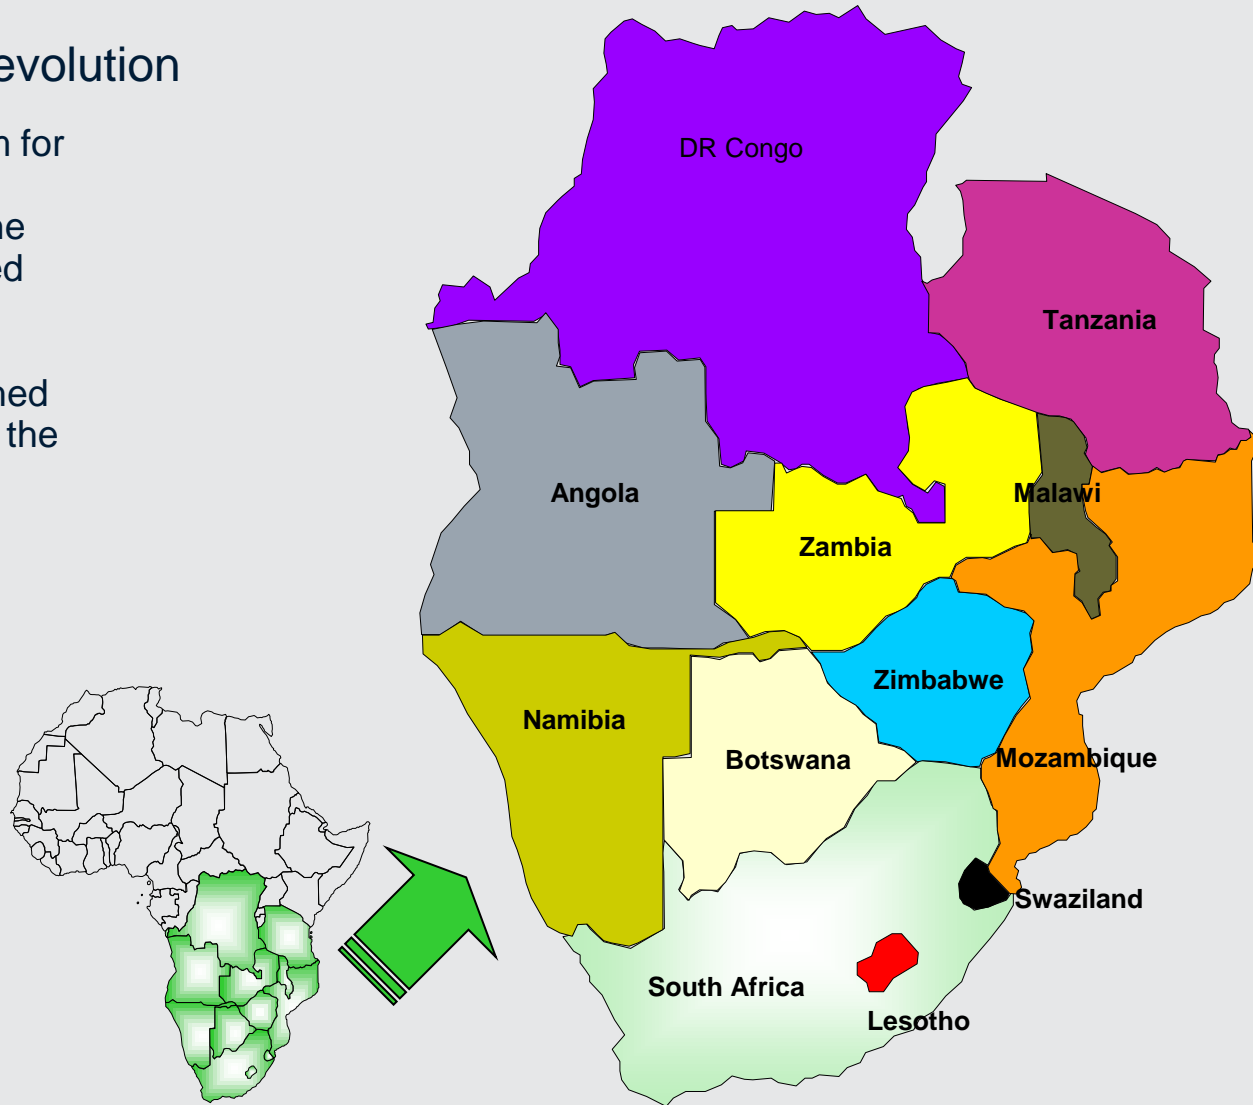 evolution
n for
ne
ed
ned
the
DR Congo
Tanzania
Angola
Malawi
Zambia
Zimbabwe
Namibia
Botswana
Mozambique
Swaziland
South Africa
Lesotho